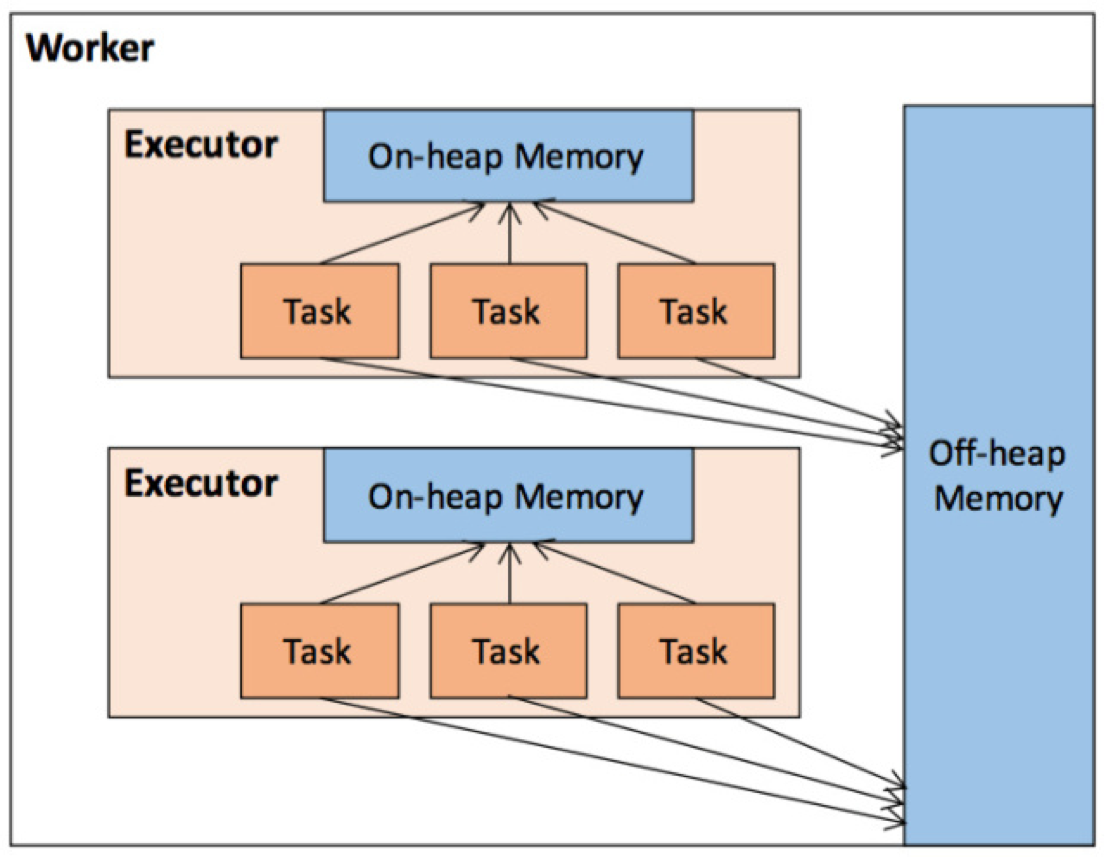 Worker
Executor
On-heap Memory
Task
Task
Task
Executor
On-heap Memory
Task
Task
Task
Off-heap
Memory